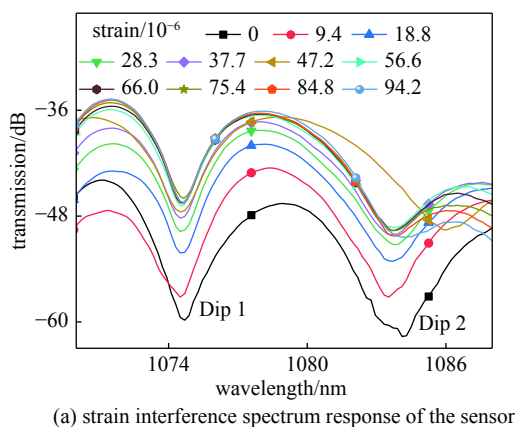 strain/10⁻⁶ 0 9.4 18.8
28.3 37.7 47.2 56.6
66.0 75.4 84.8 94.2
transmission/dB
−36
−48
−60
Dip 1
Dip 2
1074 1080 1086
wavelength/nm
(a) strain interference spectrum response of the sensor